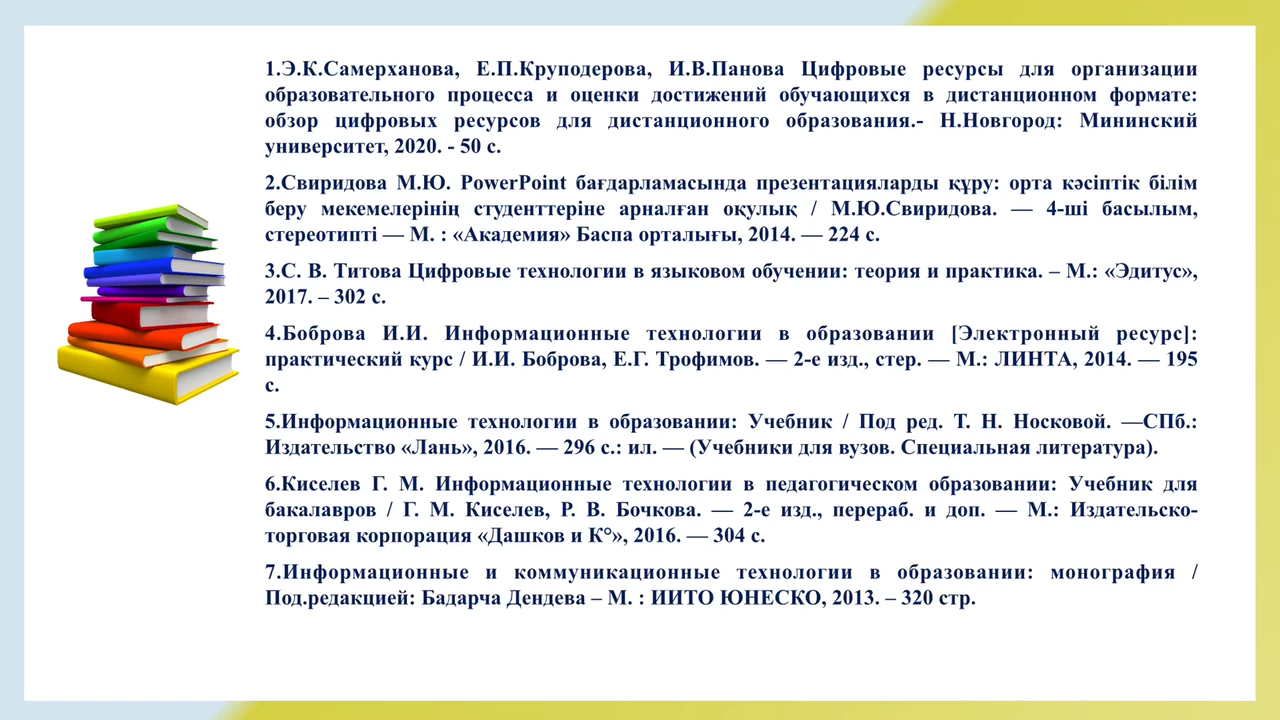 1.Э.К.Самерханова, Е.П.Круподерова, И.В.Панова Цифровые ресурсы для организации
образовательного процесса и оценки достижений обучающихся в дистанционном формате:
обзор цифровых ресурсов для дистанционного образования.- Н.Новгород: Мининский
университет, 2020. - 50 с.
2.Свиридова М.Ю. PowerPoint бағдарламасында презентацияларды құру: орта кәсіптік білім
беру мекемелерінің студенттеріне арналған оқулық / М.Ю.Свиридова. — 4-ші басылым,
стереотипті — М. : «Академия» Баспа орталығы, 2014. — 224 с.
3.С. В. Титова Цифровые технологии в языковом обучении: теория и практика. – М.: «Эдитус»,
2017. – 302 с.
4.Боброва И.И. Информационные технологии в образовании [Электронный ресурс]:
практический курс / И.И. Боброва, Е.Г. Трофимов. — 2-е изд., стер. — М.: ЛИНТА, 2014. — 195
с.
5.Информационные технологии в образовании: Учебник / Под ред. Т. Н. Носковой. —СПб.:
Издательство «Лань», 2016. — 296 с.: ил. — (Учебники для вузов. Специальная литература).
6.Киселев Г. М. Информационные технологии в педагогическом образовании: Учебник для
бакалавров / Г. М. Киселев, Р. В. Бочкова. — 2-е изд., перераб. и доп. — М.: Издательско-
торговая корпорация «Дашков и К°», 2016. — 304 с.
7.Информационные и коммуникационные технологии в образовании: монография /
Под.редакцией: Бадарча Дендева – М. : ИИТО ЮНЕСКО, 2013. – 320 стр.